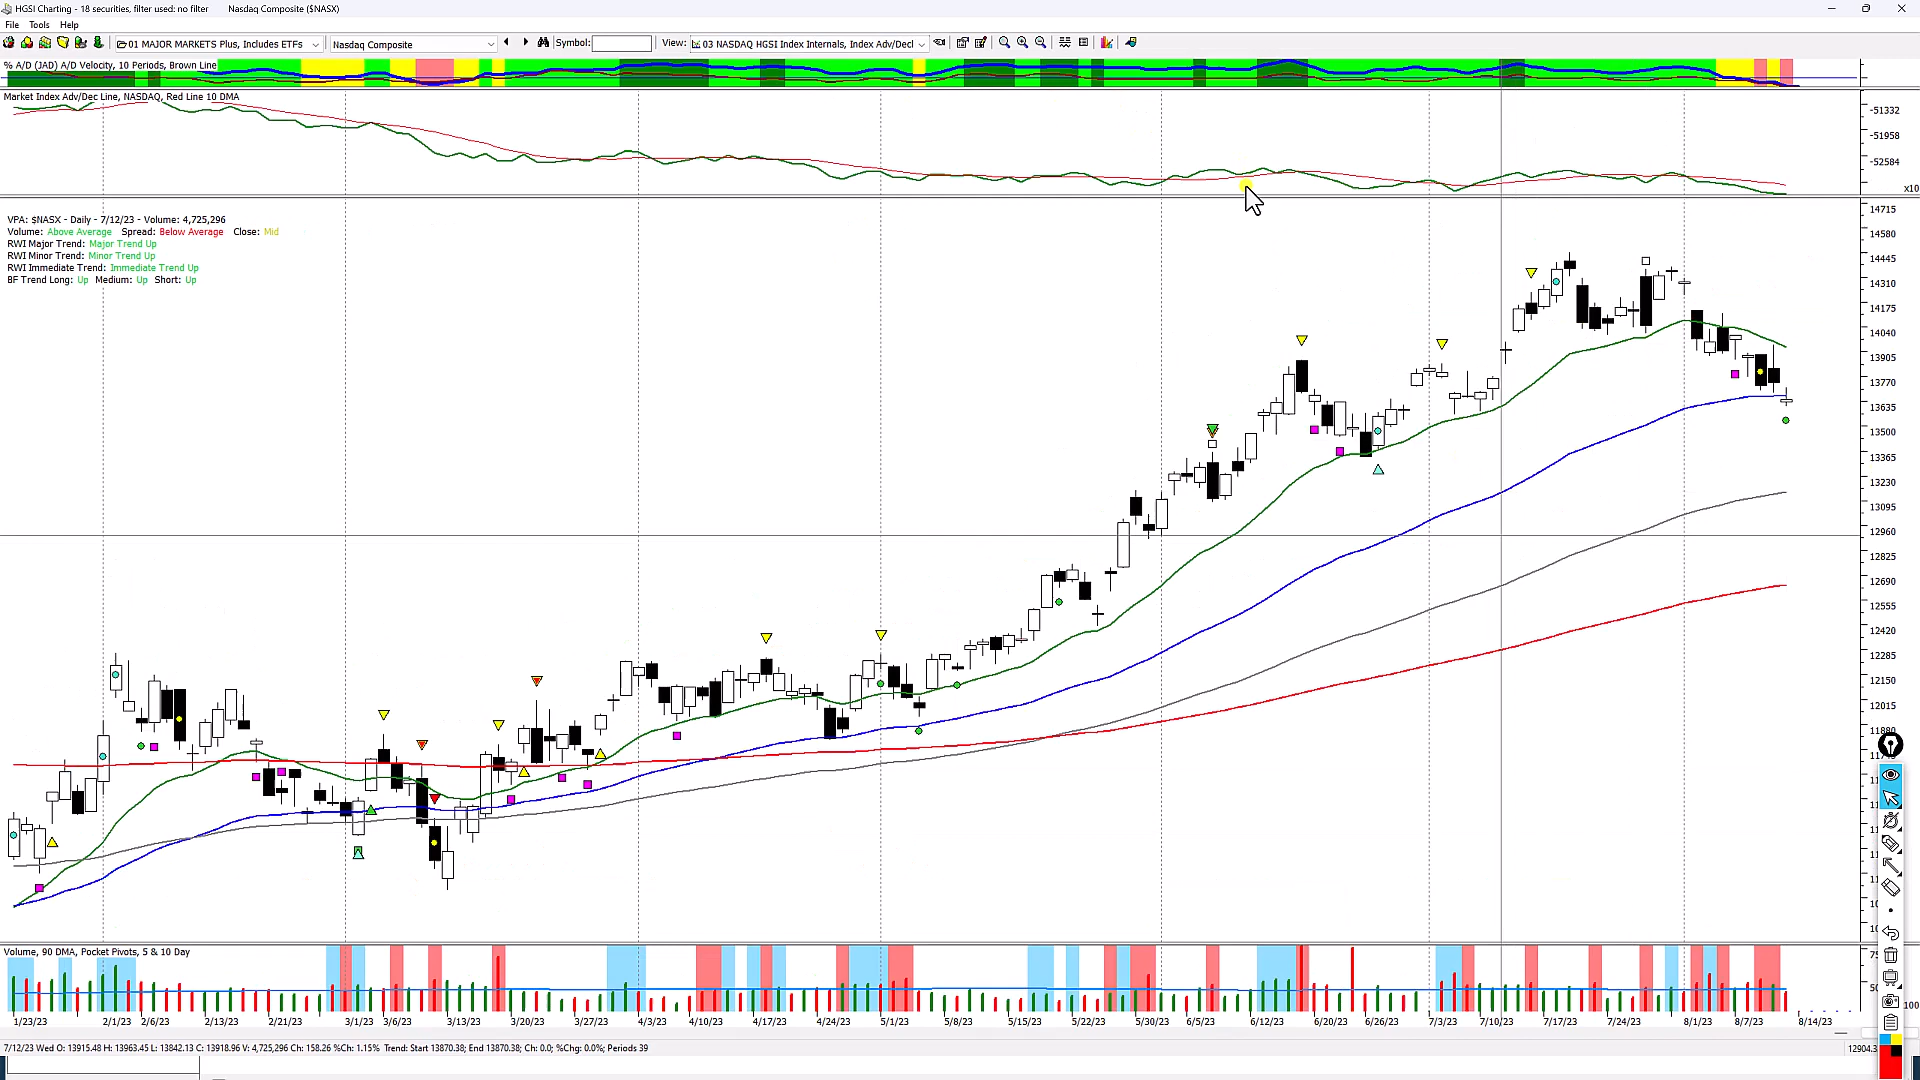 HGSI Charting - 18 securities, filter used: no filter Nasdaq Composite ($NASX)
File Tools Help
01 MAJOR MARKETS Plus, Includes ETFs Nasdaq Composite Symbol: View: 03 NASDAQ HGSI Index Internals, Index Adv/Decl
% A/D (JAD) A/D Velocity, 10 Periods, Brown Line
Market Index Adv/Dec Line, NASDAQ, Red Line 10 DMA
-51332
-51958
-52584
x10
VPA: $NASX - Daily - 7/12/23 - Volume: 4,725,296
Volume: Above Average Spread: Below Average Close: Mid
RWI Major Trend: Major Trend Up
RWI Minor Trend: Minor Trend Up
RWI Immediate Trend: Immediate Trend Up
BF Trend Long: Up Medium: Up Short: Up
14715
14580
14445
14310
14175
14040
13905
13770
13635
13500
13365
13230
13095
12960
12825
12690
12555
12420
12285
12150
12015
11880
Volume, 90 DMA, Pocket Pivots, 5 & 10 Day
100
1/23/23 2/1/23 2/6/23 2/13/23 2/21/23 3/1/23 3/6/23 3/13/23 3/20/23 3/27/23 4/3/23 4/10/23 4/17/23 4/24/23 5/1/23 5/8/23 5/15/23 5/22/23 5/30/23 6/5/23 6/12/23 6/20/23 6/26/23 7/3/23 7/10/23 7/17/23 7/24/23 8/1/23 8/7/23 8/14/23
7/12/23 Wed O: 13915.48 H: 13963.45 L: 13842.13 C: 13918.96 V: 4,725,296 Ch: 158.26 %Ch: 1.15% Trend: Start 13870.38; End 13870.38; Ch: 0.0; %Chg: 0.0%; Periods 39 12904.3